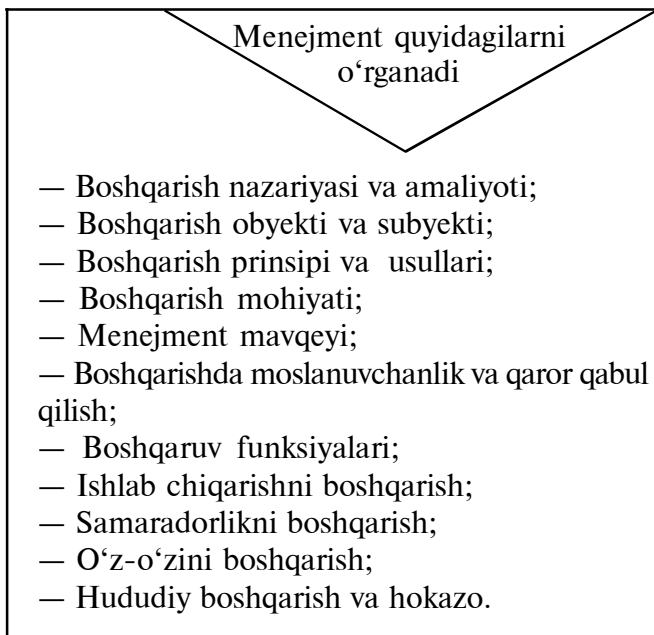 Menejment quyidagilarni
o‘rganadi
— Boshqarish nazariyasi va amaliyoti;
— Boshqarish obyekti va subyekti;
— Boshqarish prinsipi va usullari;
— Boshqarish mohiyati;
— Menejment mavqeyi;
— Boshqarishda moslanuvchanlik va qaror qabul
qilish;
— Boshqaruv funksiyalari;
— Ishlab chiqarishni boshqarish;
— Samaradorlikni boshqarish;
— O‘z-o‘zini boshqarish;
— Hududiy boshqarish va hokazo.